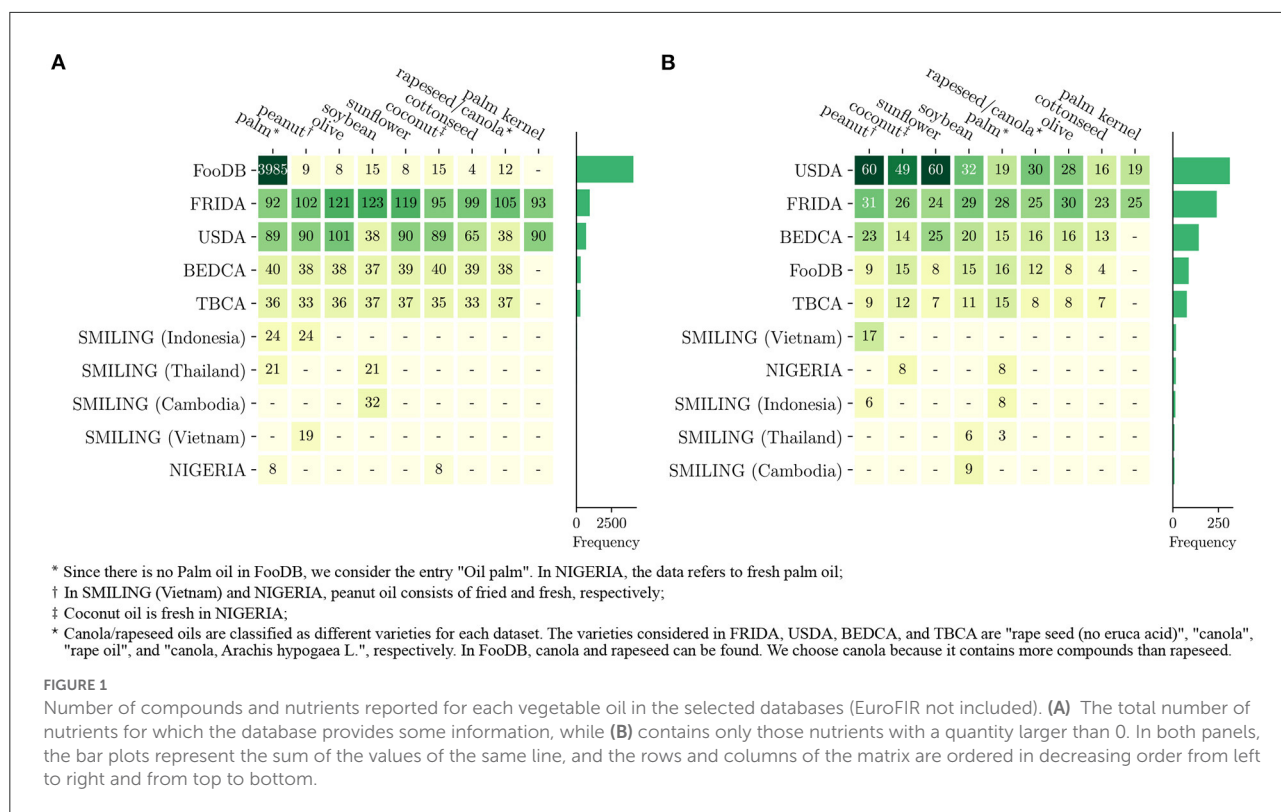 A
palm*
peanut†
olive
soybean
sunflower
coconut‡
cottonseed
rapeseed/canola⋆
palm kernel
FooDB 3985 9 8 15 8 15 4 12 -
FRIDA 92 102 121 123 119 95 99 105 93
USDA 89 90 101 38 90 89 65 38 90
BEDCA 40 38 38 37 39 40 39 38 -
TBCA 36 33 36 37 37 35 33 37 -
SMILING (Indonesia) 24 24 - - - - - - -
SMILING (Thailand) 21 - - 21 - - - - -
SMILING (Cambodia) - - - 32 - - - - -
SMILING (Vietnam) - 19 - - - - - - -
NIGERIA 8 - - - - 8 - - -
0 2500
Frequency
B
peanut†
coconut‡
sunflower
soybean
palm*
rapeseed/canola⋆
olive
cottonseed
palm kernel
USDA 60 49 60 32 19 30 28 16 19
FRIDA 31 26 24 29 28 25 30 23 25
BEDCA 23 14 25 20 15 16 16 13 -
FooDB 9 15 8 15 16 12 8 4 -
TBCA 9 12 7 11 15 8 8 7 -
SMILING (Vietnam) 17 - - - - - - - -
NIGERIA - 8 - - 8 - - - -
SMILING (Indonesia) 6 - - - 8 - - - -
SMILING (Thailand) - - - 6 3 - - - -
SMILING (Cambodia) - - - 9 - - - - -
0 250
Frequency
* Since there is no Palm oil in FooDB, we consider the entry "Oil palm". In NIGERIA, the data refers to fresh palm oil;
† In SMILING (Vietnam) and NIGERIA, peanut oil consists of fried and fresh, respectively;
‡ Coconut oil is fresh in NIGERIA;
⋆ Canola/rapeseed oils are classified as different varieties for each dataset. The varieties considered in FRIDA, USDA, BEDCA, and TBCA are "rape seed (no eruca acid)", "canola",
"rape oil", and "canola, Arachis hypogaea L.", respectively. In FooDB, canola and rapeseed can be found. We choose canola because it contains more compounds than rapeseed.
FIGURE 1
Number of compounds and nutrients reported for each vegetable oil in the selected databases (EuroFIR not included). (A) The total number of
nutrients for which the database provides some information, while (B) contains only those nutrients with a quantity larger than 0. In both panels,
the bar plots represent the sum of the values of the same line, and the rows and columns of the matrix are ordered in decreasing order from left
to right and from top to bottom.